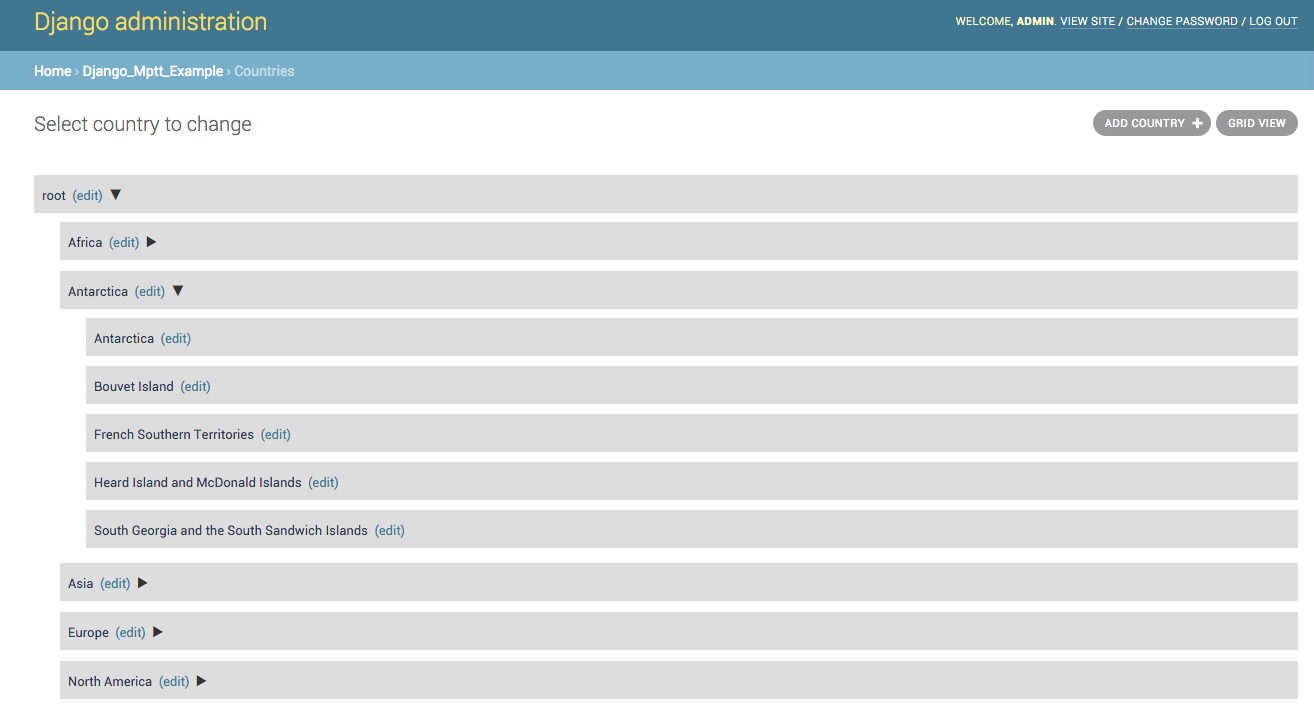 Django administration
WELCOME, ADMIN. VIEW SITE / CHANGE PASSWORD / LOG OUT
Home › Django_Mptt_Example › Countries
Select country to change
ADD COUNTRY +
GRID VIEW
root (edit) ▼
Africa (edit) ▶
Antarctica (edit) ▼
Antarctica (edit)
Bouvet Island (edit)
French Southern Territories (edit)
Heard Island and McDonald Islands (edit)
South Georgia and the South Sandwich Islands (edit)
Asia (edit) ▶
Europe (edit) ▶
North America (edit) ▶